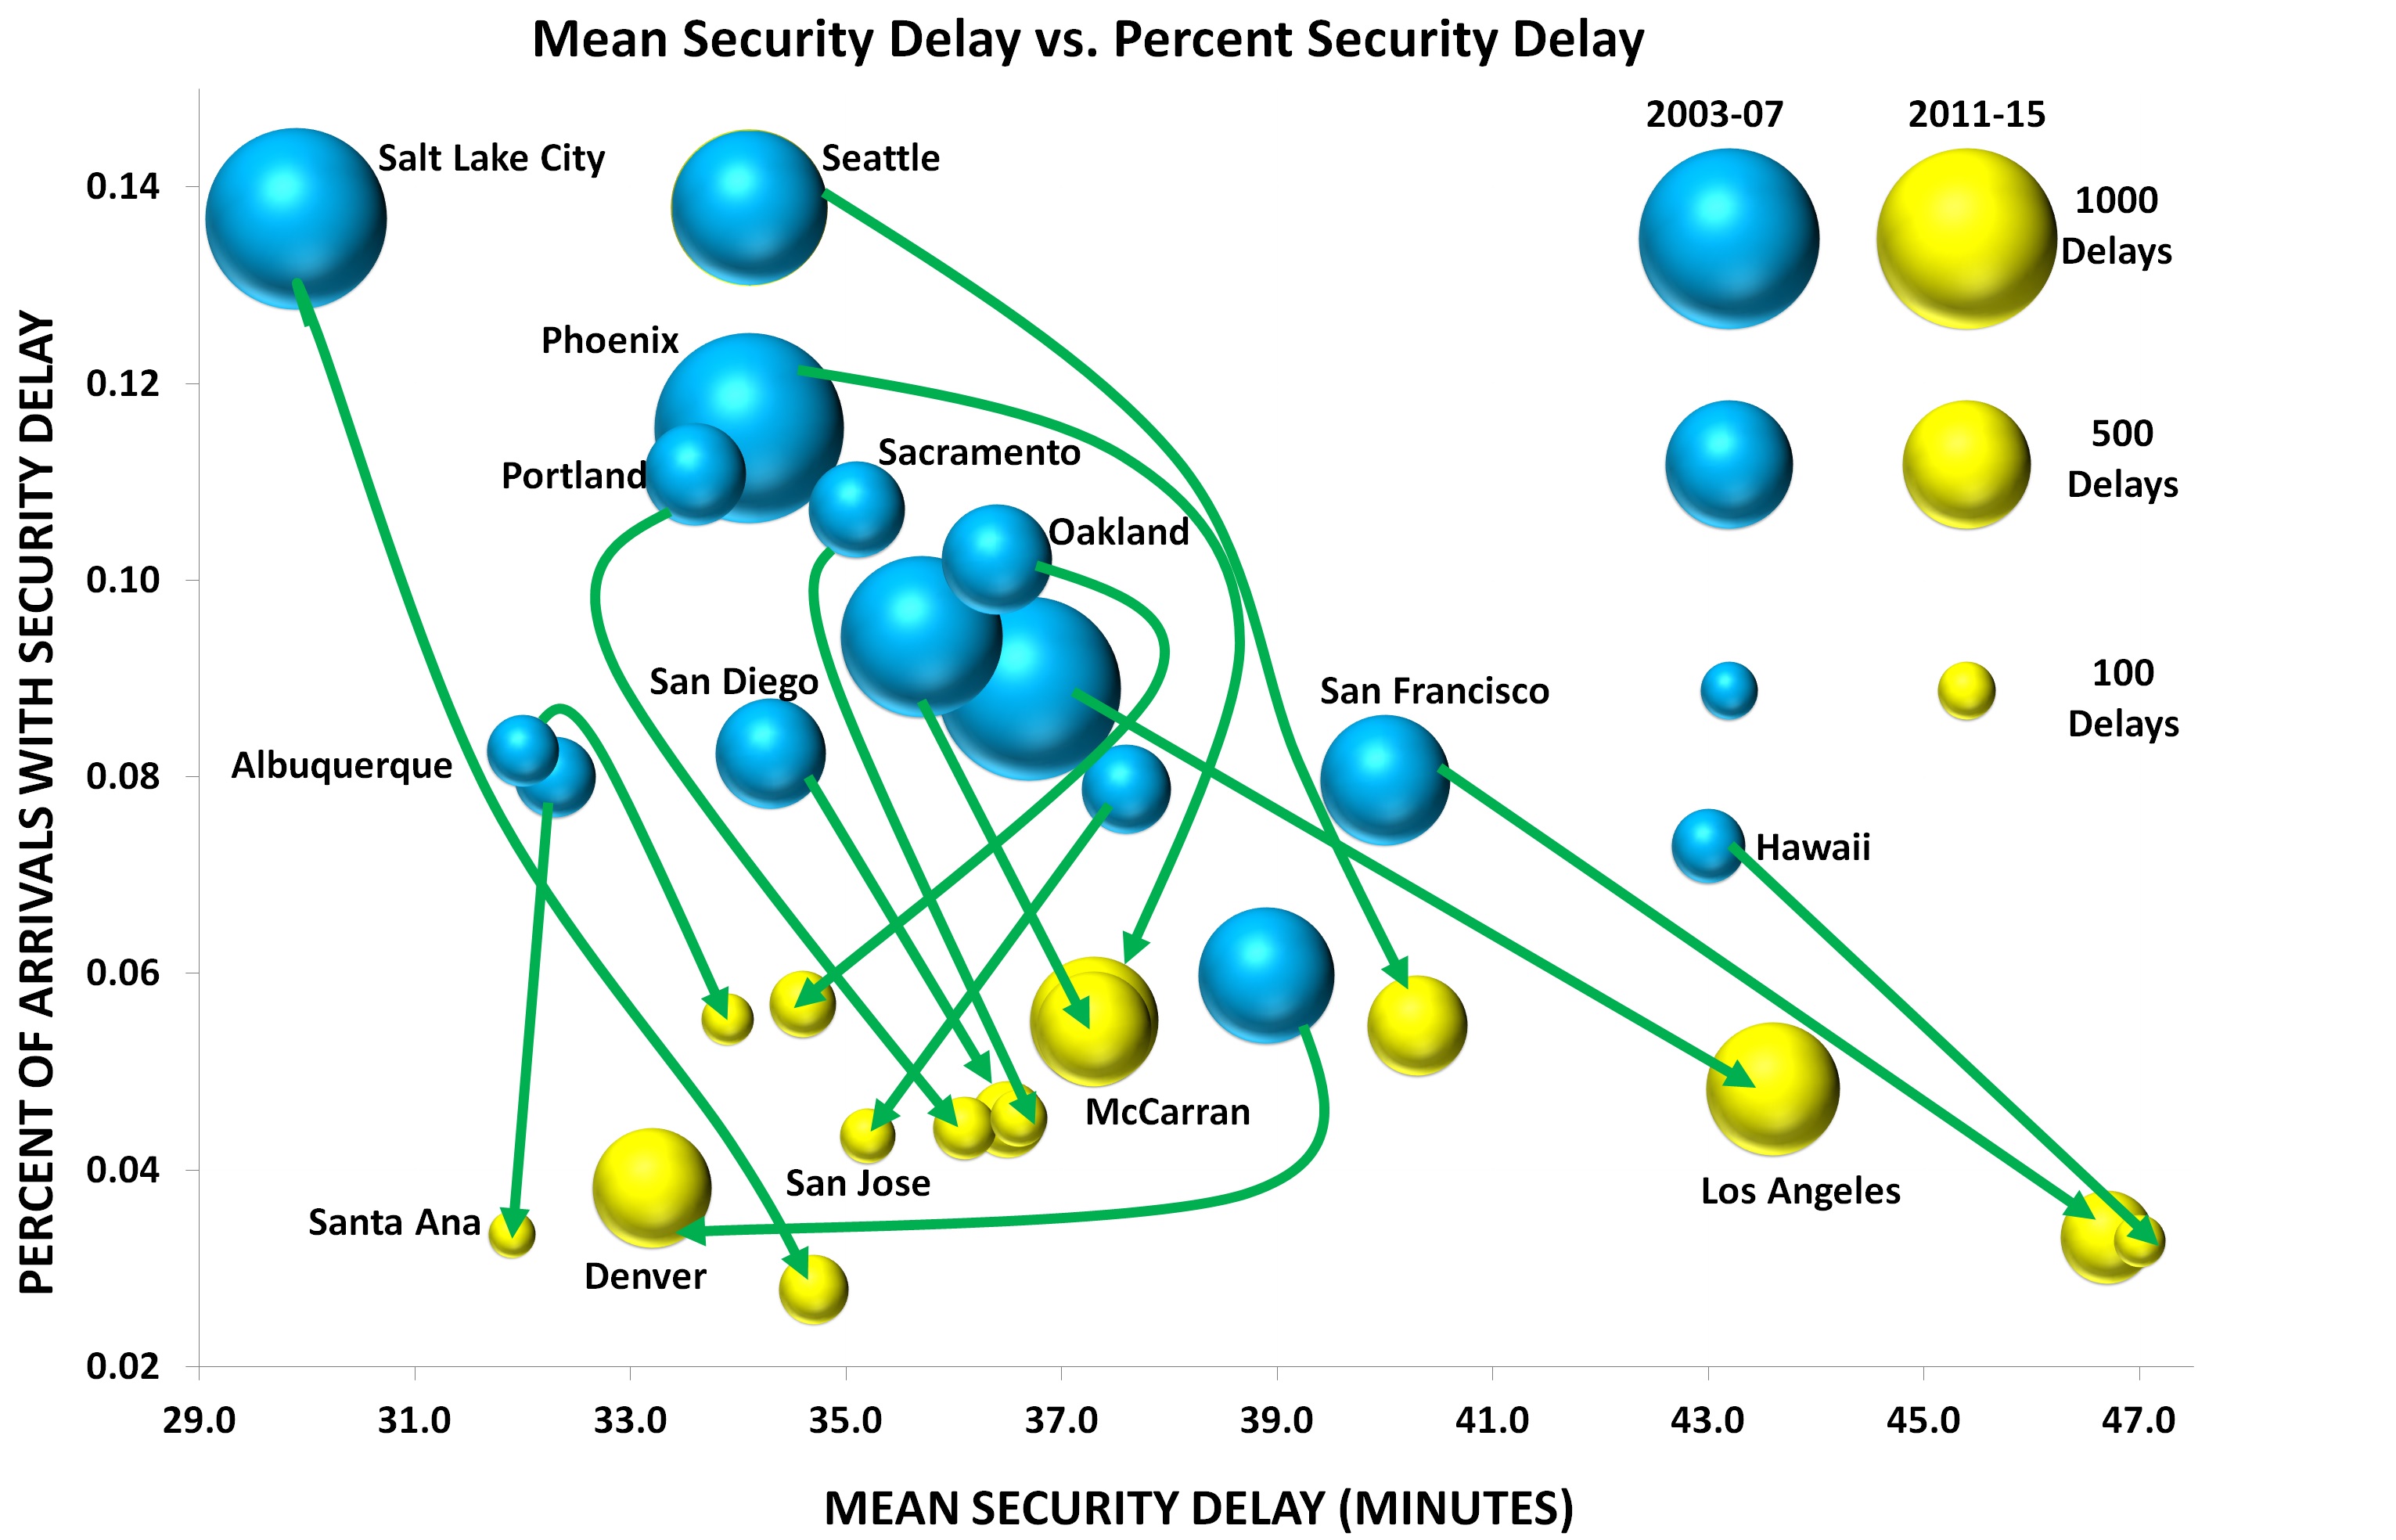 Mean Security Delay vs. Percent Security Delay
2003-07
2011-15
1000
Delays
500
Delays
100
Delays
PERCENT OF ARRIVALS WITH SECURITY DELAY
0.14
0.12
0.10
0.08
0.06
0.04
0.02
Salt Lake City
Seattle
Phoenix
Sacramento
Portland
Oakland
San Diego
San Francisco
Albuquerque
Hawaii
McCarran
San Jose
Los Angeles
Santa Ana
Denver
29.0
31.0
33.0
35.0
37.0
39.0
41.0
43.0
45.0
47.0
MEAN SECURITY DELAY (MINUTES)